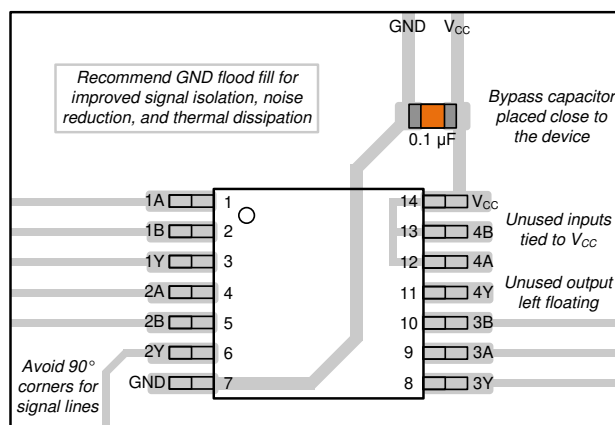 GND VCC
Recommend GND flood fill for
improved signal isolation, noise
reduction, and thermal dissipation
Bypass capacitor
placed close to
the device
0.1 µF
1A 1 14 VCC
1B 2 13 4B
1Y 3 12 4A
2A 4 11 4Y
2B 5 10 3B
2Y 6 9 3A
GND 7 8 3Y
Unused inputs
tied to VCC
Unused output
left floating
Avoid 90°
corners for
signal lines